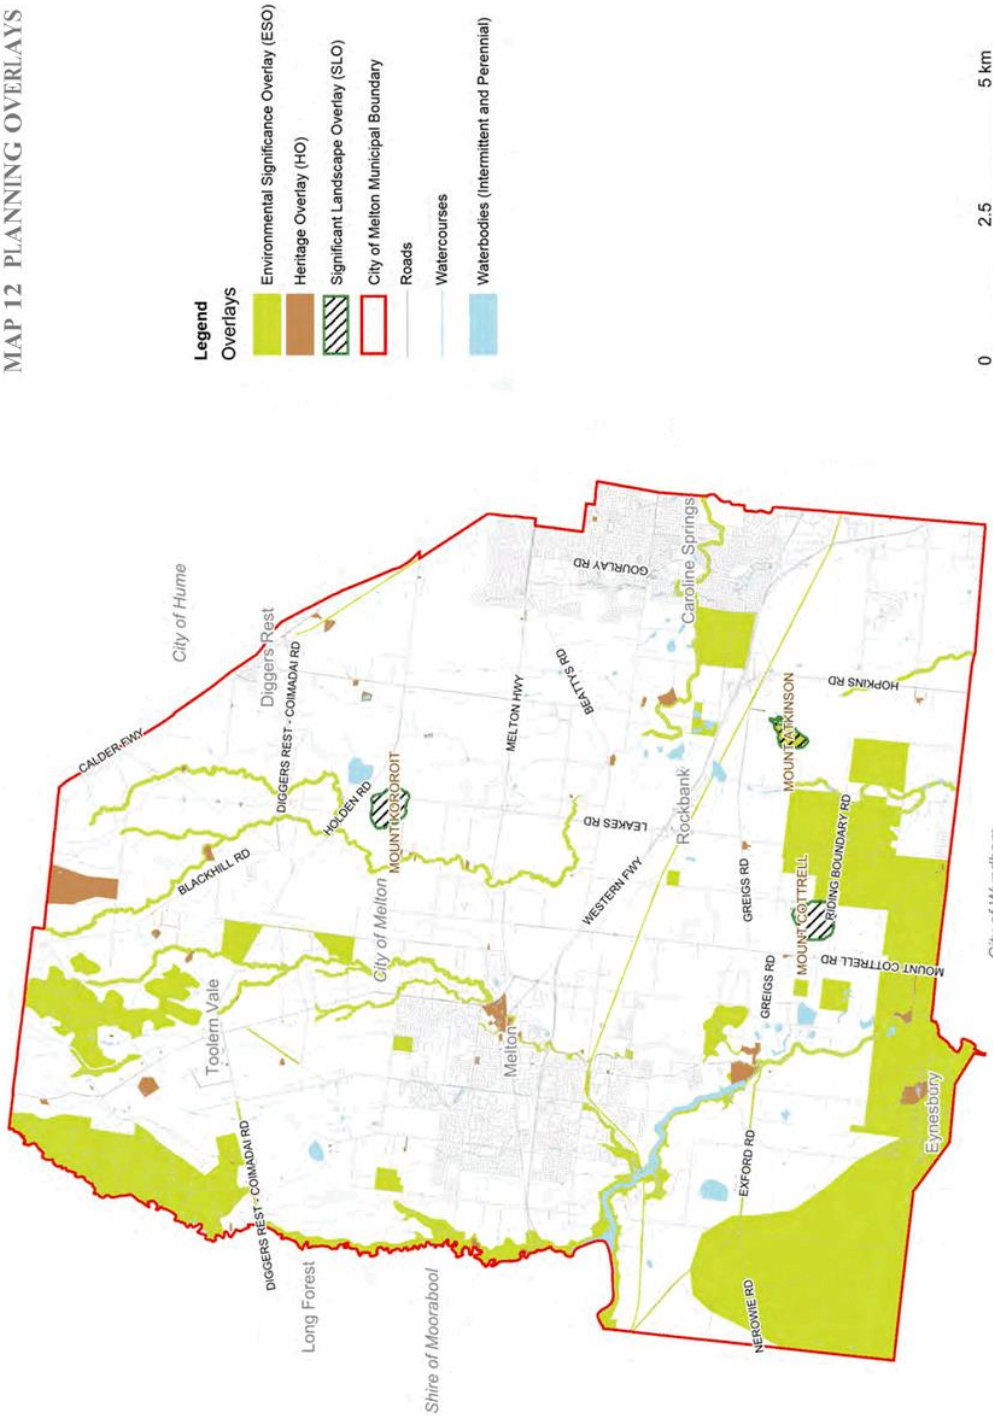 MAP 12 PLANNING OVERLAYS
Legend
Overlays
Environmental Significance Overlay (ESO)
Heritage Overlay (HO)
Significant Landscape Overlay (SLO)
City of Melton Municipal Boundary
Roads
Watercourses
Waterbodies (Intermittent and Perennial)
0 2.5 5 km
City of Hume
CALDER FWY
Diggers Rest
DIGGERS REST - COIMADAI RD
HOLDEN RD
MOUNT KOROROIT
BLACKHILL RD
City of Melton
Toolern Vale
DIGGERS REST - COIMADAI RD
Long Forest
Shire of Moorabool
MELTON HWY
BEATTYS RD
GOURLAY RD
Caroline Springs
LEAKES RD
Rockbank
WESTERN FWY
Melton
MOUNT ATKINSON
HOPKINS RD
GREIGS RD
MOUNT COTTRELL
RIDING BOUNDARY RD
MOUNT COTTRELL RD
GREIGS RD
MOUNT COTTRELL RD
EXFORD RD
NEROWIE RD
Eynesbury